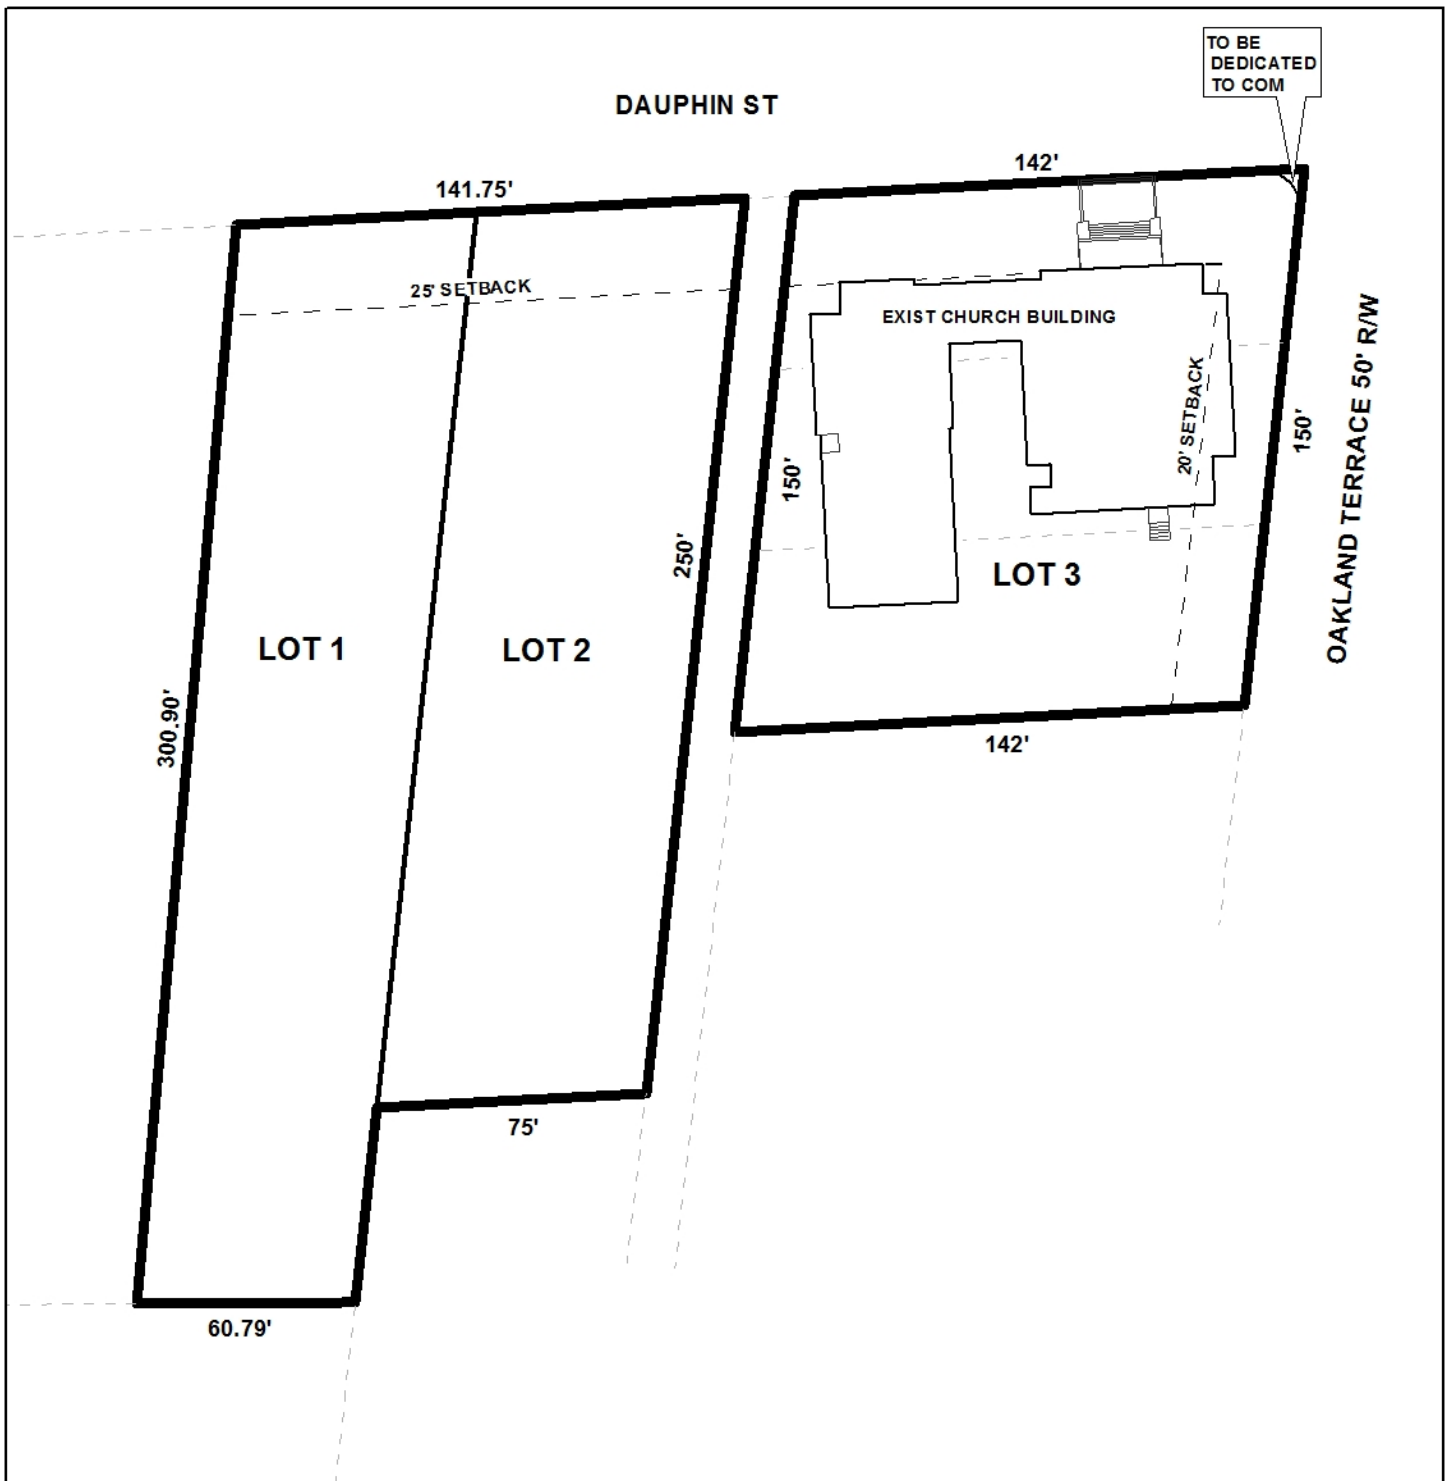 TO BE
DEDICATED
TO COM
DAUPHIN ST
142'
141.75'
25' SETBACK
EXIST CHURCH BUILDING
OAKLAND TERRACE 50' R/W
20' SETBACK
150'
150'
250'
LOT 3
LOT 1
LOT 2
300.90'
142'
75'
60.79'